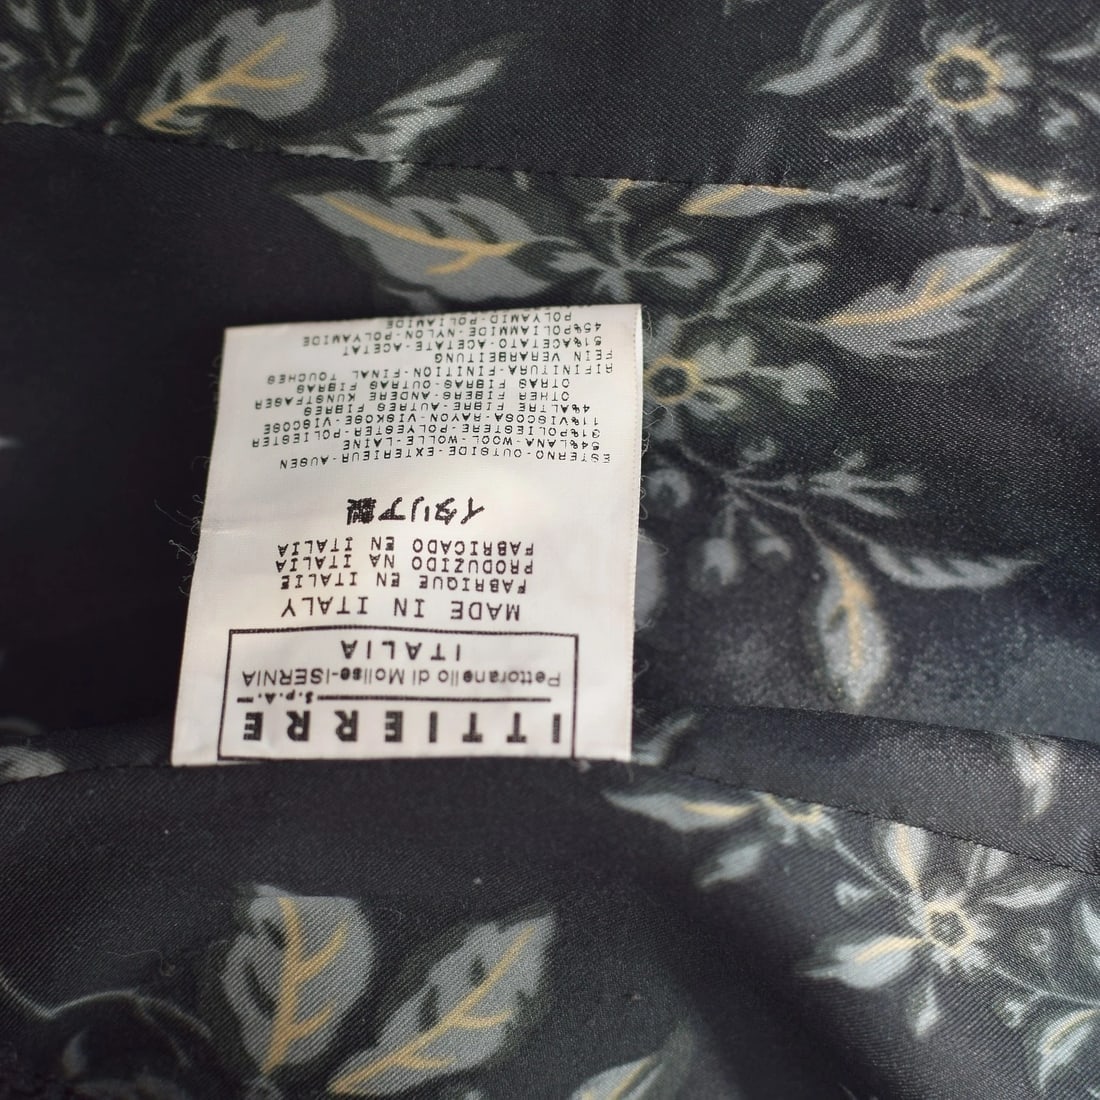 ITTIERRE
S.p.A.
Pettoranello di Molise-ISERNIA
ITALIA
MADE IN ITALY
FABRIQUE EN ITALIE
PRODUZIDO NA ITALIA
FABRICADO EN ITALIA
イタリア製
ESTERNO-OUTSIDE-EXTERIEUR-AUSEN
54%LANA-WOOL-WOLLE-LAINE
31%POLIESTERE-POLYESTER-POLIESTER
11%VISCOSA-RAYON-VISKOSE-VISCOSE
4%ALTRE FIBRE-AUTRES FIBRES
OTHER FIBERS-ANDERE KUNSTFASER
OTRAS FIBRAS-OUTRAS FIBRAS
RIFINITURA-FINITION-FINAL TOUCHES
FEIN VERARBEITUNG
51%ACETATO-ACETAT
45%POLIAMMIDE-NYLON-POLYAMIDE
POLYAMID-POLIAMIDE